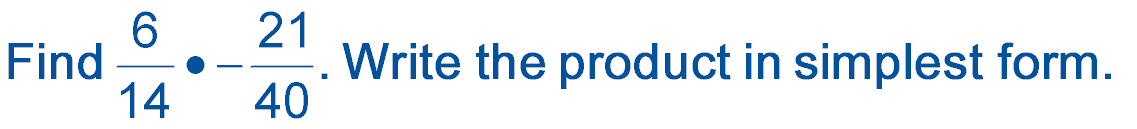 Find 6/14 • −21/40. Write the product in simplest form.